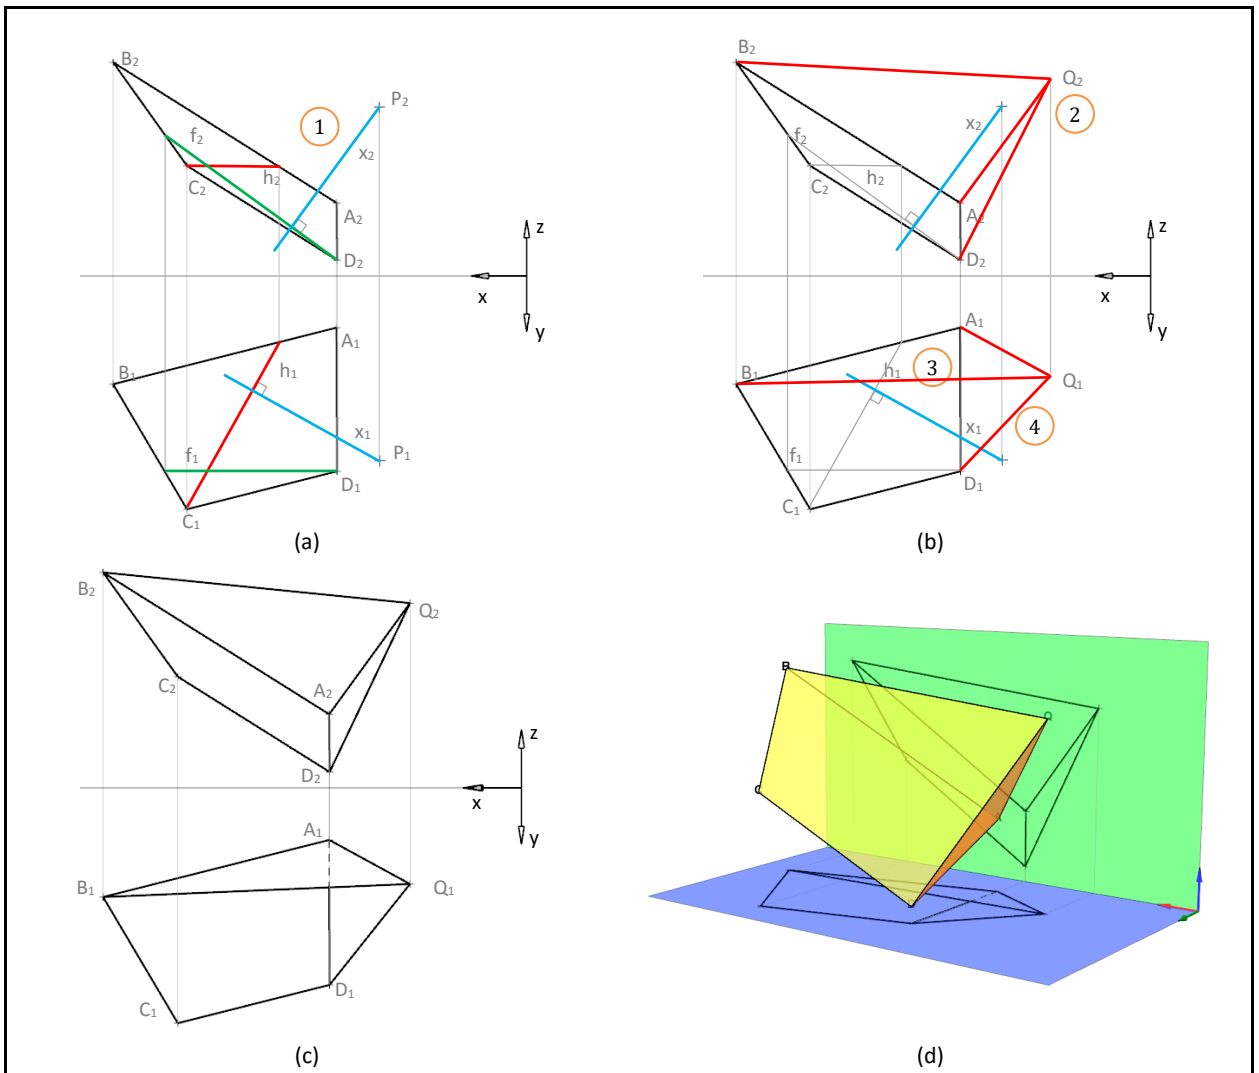 B₂
P₂
1
f₂
x₂
h₂
C₂
A₂
D₂
z
x
y
A₁
B₁
h₁
x₁
f₁
P₁
D₁
C₁
(a)
B₂
Q₂
2
x₂
f₂
h₂
C₂
A₂
D₂
z
x
y
A₁
3
B₁
h₁
Q₁
x₁
4
f₁
D₁
C₁
(b)
B₂
Q₂
C₂
A₂
D₂
z
x
y
A₁
B₁
Q₁
D₁
C₁
(c)
B
Q
C
(d)